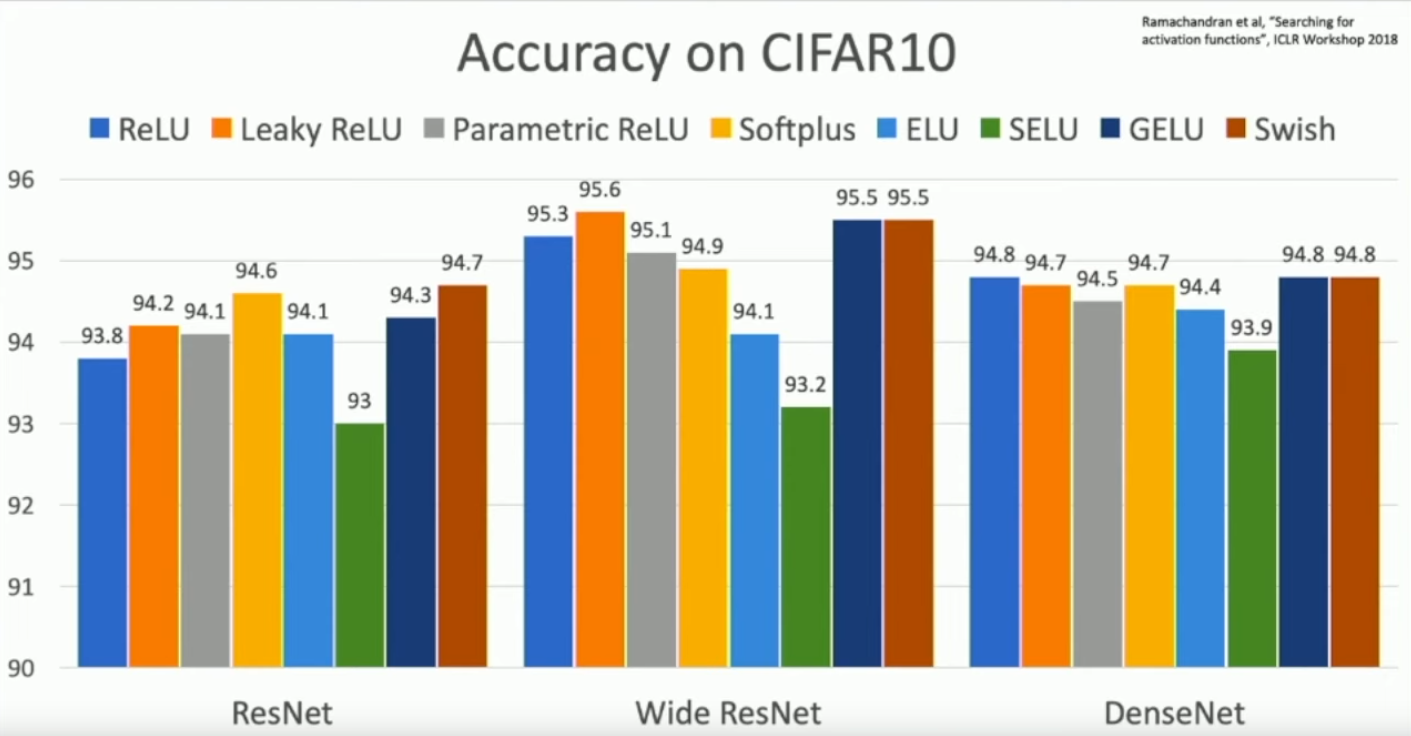 Ramachandran et al, "Searching for
activation functions", ICLR Workshop 2018
Accuracy on CIFAR10
ReLU Leaky ReLU Parametric ReLU Softplus ELU SELU GELU Swish
96
95
94
93
92
91
90
93.8 94.2 94.1 94.6 94.1 93 94.3 94.7
95.3 95.6 95.1 94.9 94.1 93.2 95.5 95.5
94.8 94.7 94.5 94.7 94.4 93.9 94.8 94.8
ResNet Wide ResNet DenseNet